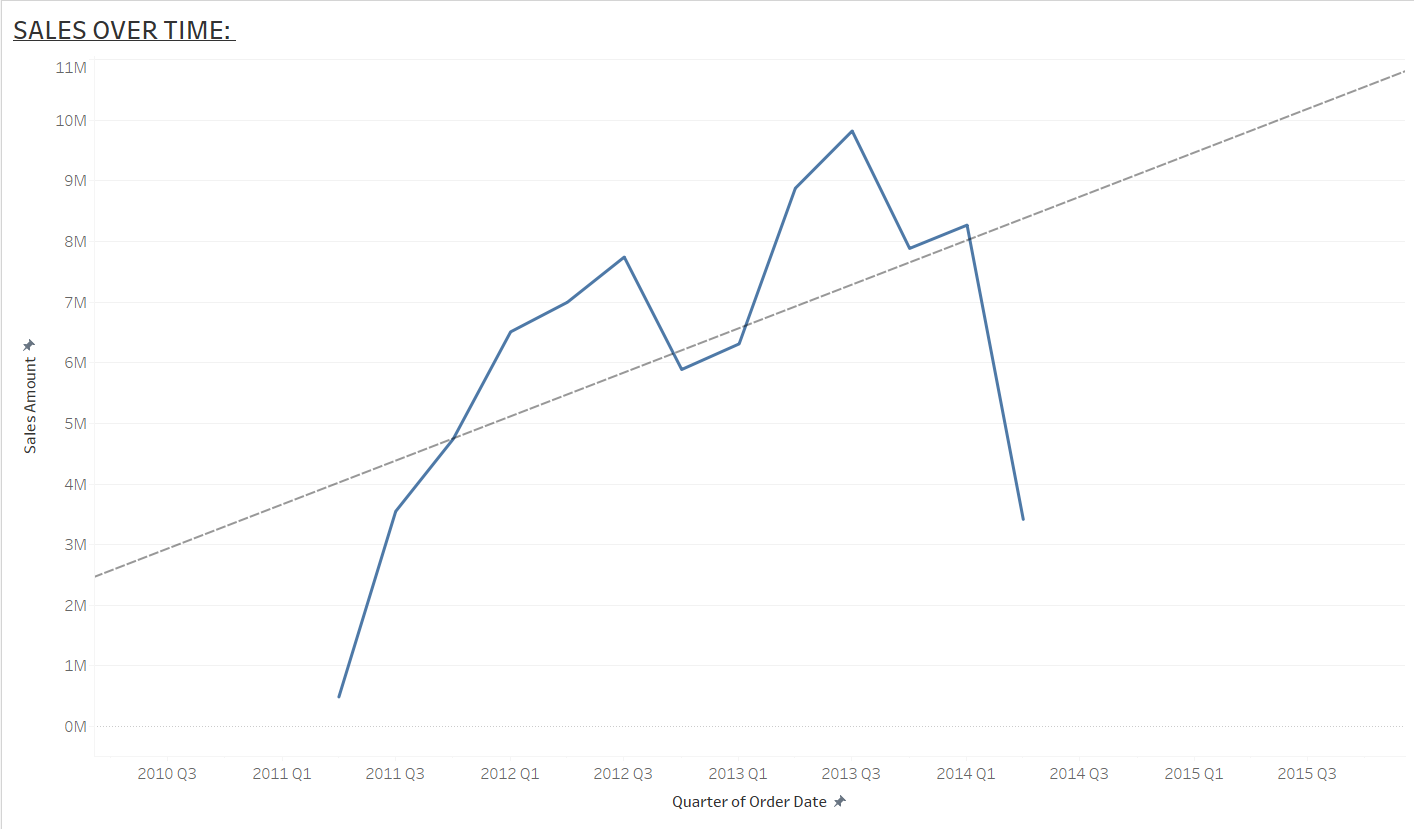 SALES OVER TIME:
11M
10M
9M
8M
7M
6M
5M
4M
3M
2M
1M
0M
Sales Amount
2010 Q3 2011 Q1 2011 Q3 2012 Q1 2012 Q3 2013 Q1 2013 Q3 2014 Q1 2014 Q3 2015 Q1 2015 Q3
Quarter of Order Date